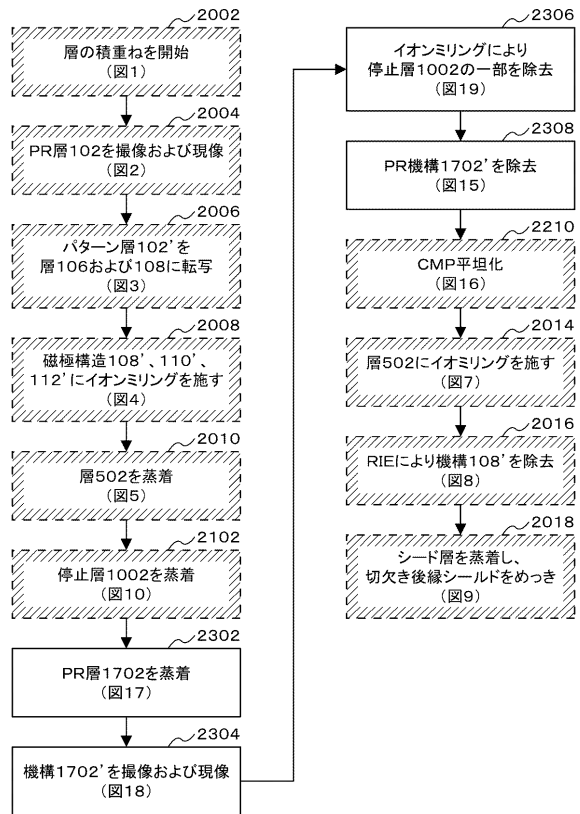 2002
層の積重ねを開始
(図1)
2004
PR層102を撮像および現像
(図2)
2006
パターン層102'を
層106および108に転写
(図3)
2008
磁極構造108'、110'、
112'にイオンミリングを施す
(図4)
2010
層502を蒸着
(図5)
2102
停止層1002を蒸着
(図10)
2302
PR層1702を蒸着
(図17)
2304
機構1702'を撮像および現像
(図18)
2306
イオンミリングにより
停止層1002の一部を除去
(図19)
2308
PR機構1702'を除去
(図15)
2210
CMP平坦化
(図16)
2014
層502にイオミリングを施す
(図7)
2016
RIEにより機構108'を除去
(図8)
2018
シード層を蒸着し、
切欠き後縁シールドをめっき
(図9)